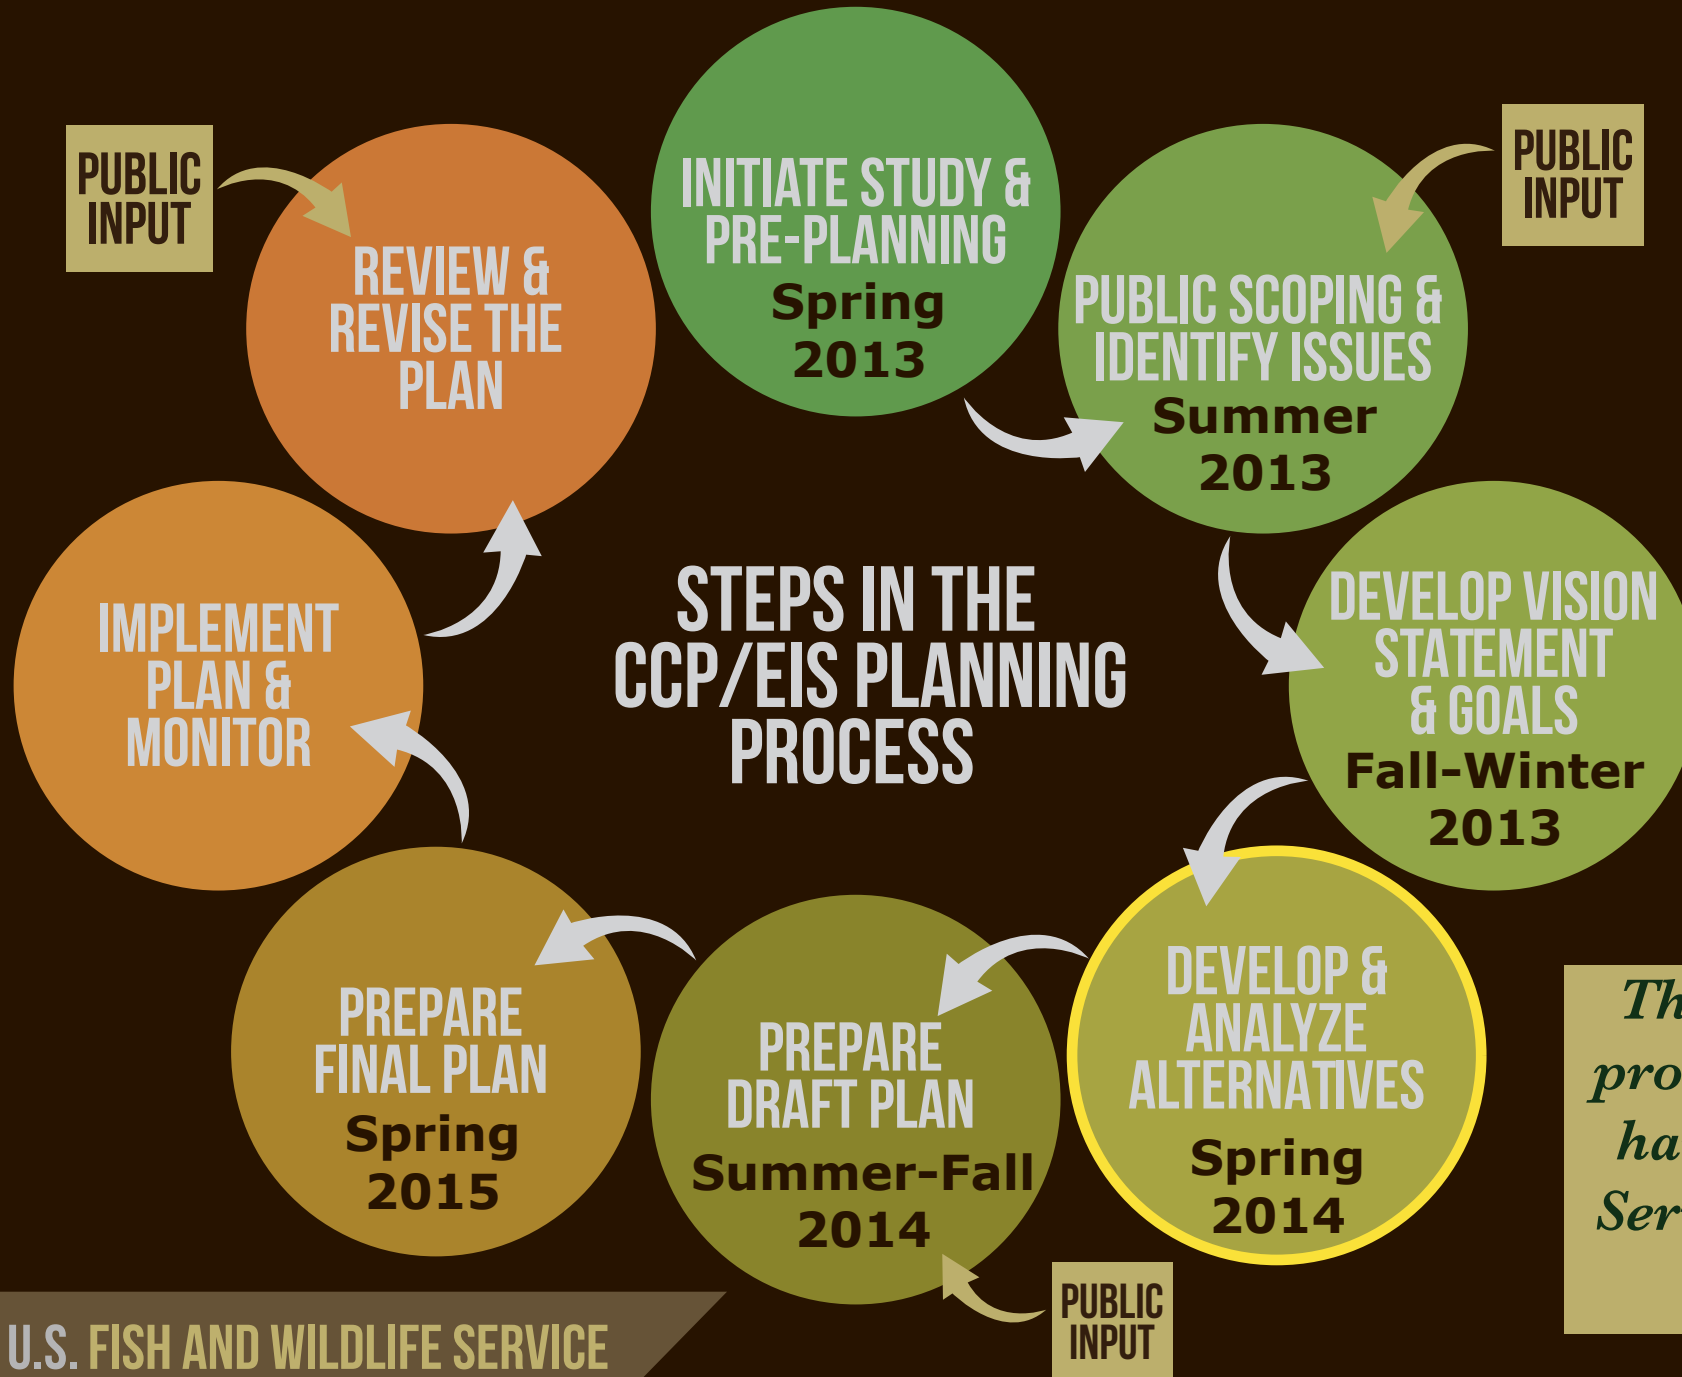 STEPS IN THE
CCP/EIS PLANNING
PROCESS
INITIATE STUDY &
PRE-PLANNING
Spring
2013
PUBLIC
INPUT
PUBLIC SCOPING &
IDENTIFY ISSUES
Summer
2013
DEVELOP VISION
STATEMENT
& GOALS
Fall-Winter
2013
DEVELOP &
ANALYZE
ALTERNATIVES
Spring
2014
PREPARE
DRAFT PLAN
Summer-Fall
2014
PUBLIC
INPUT
PREPARE
FINAL PLAN
Spring
2015
IMPLEMENT
PLAN &
MONITOR
PUBLIC
INPUT
REVIEW &
REVISE THE
PLAN
U.S. FISH AND WILDLIFE SERVICE